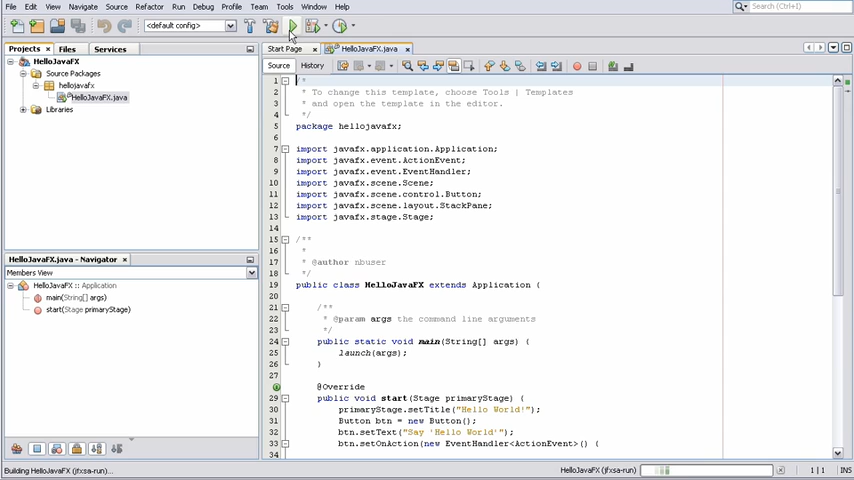 File Edit View Navigate Source Refactor Run Debug Profile Team Tools Window Help
Search (Ctrl+I)
<default config>
Projects Files Services
Start Page HelloJavaFX.java
Source History
HelloJavaFX
Source Packages
hellojavafx
HelloJavaFX.java
Libraries
HelloJavaFX.java - Navigator
Members View
HelloJavaFX :: Application
main(String[] args)
start(Stage primaryStage)
1 /*
2 * To change this template, choose Tools | Templates
3 * and open the template in the editor.
4 */
5 package hellojavafx;
6
7 import javafx.application.Application;
8 import javafx.event.ActionEvent;
9 import javafx.event.EventHandler;
10 import javafx.scene.Scene;
11 import javafx.scene.control.Button;
12 import javafx.scene.layout.StackPane;
13 import javafx.stage.Stage;
14
15 /**
16 *
17 * @author nbuser
18 */
19 public class HelloJavaFX extends Application {
20
21 /**
22 * @param args the command line arguments
23 */
24 public static void main(String[] args) {
25 launch(args);
26 }
27
@Override
29 public void start(Stage primaryStage) {
30 primaryStage.setTitle("Hello World!");
31 Button btn = new Button();
32 btn.setText("Say 'Hello World'");
33 btn.setOnAction(new EventHandler<ActionEvent>() {
34
Building HelloJavaFX (jfxsa-run)...
HelloJavaFX (jfxsa-run)
1 | 1 INS